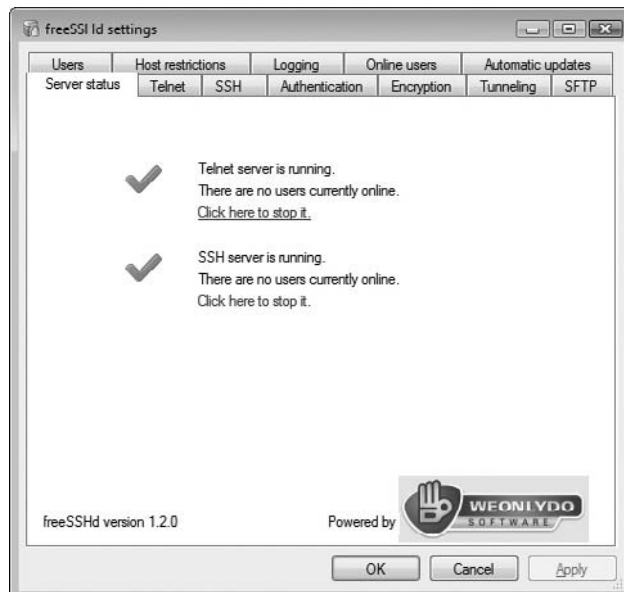 freeSSHd settings
Users Host restrictions Logging Online users Automatic updates
Server status Telnet SSH Authentication Encryption Tunneling SFTP
Telnet server is running.
There are no users currently online.
Click here to stop it.
SSH server is running.
There are no users currently online.
Click here to stop it.
freeSSHd version 1.2.0
Powered by
WEONLYDO
SOFTWARE
OK Cancel Apply